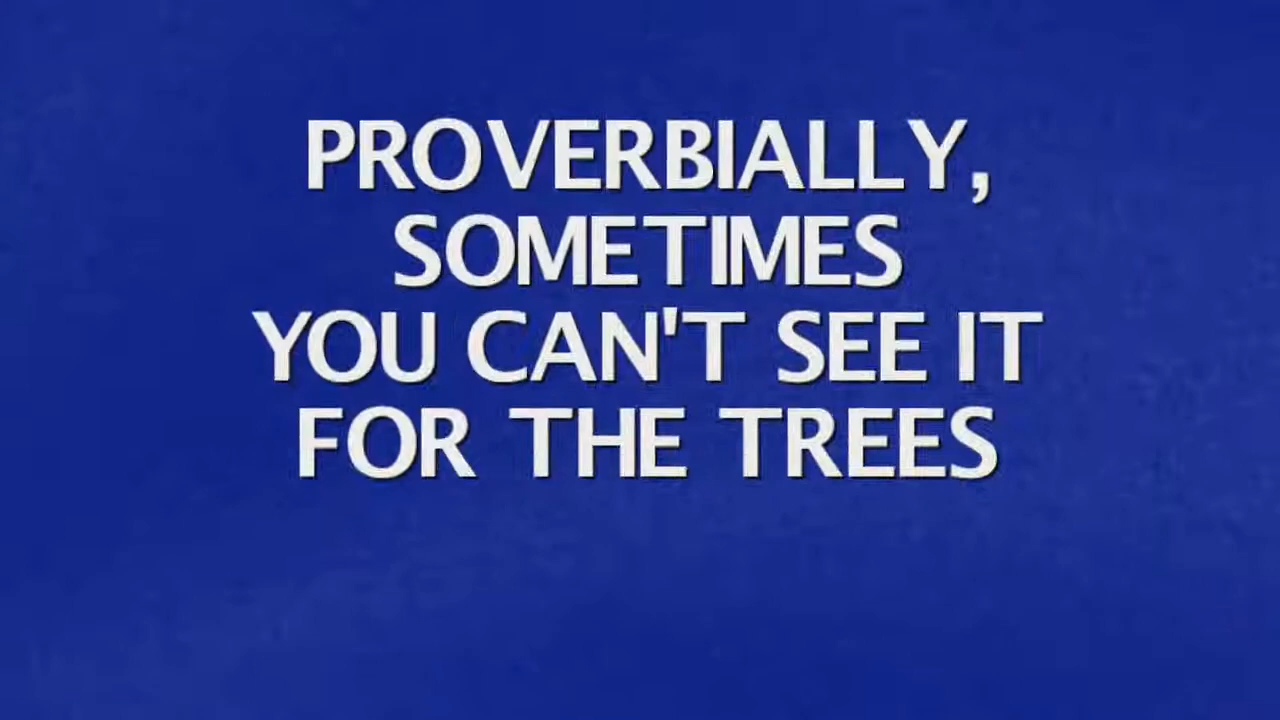 PROVERBIALLY,
SOMETIMES
YOU CAN'T SEE IT
FOR THE TREES